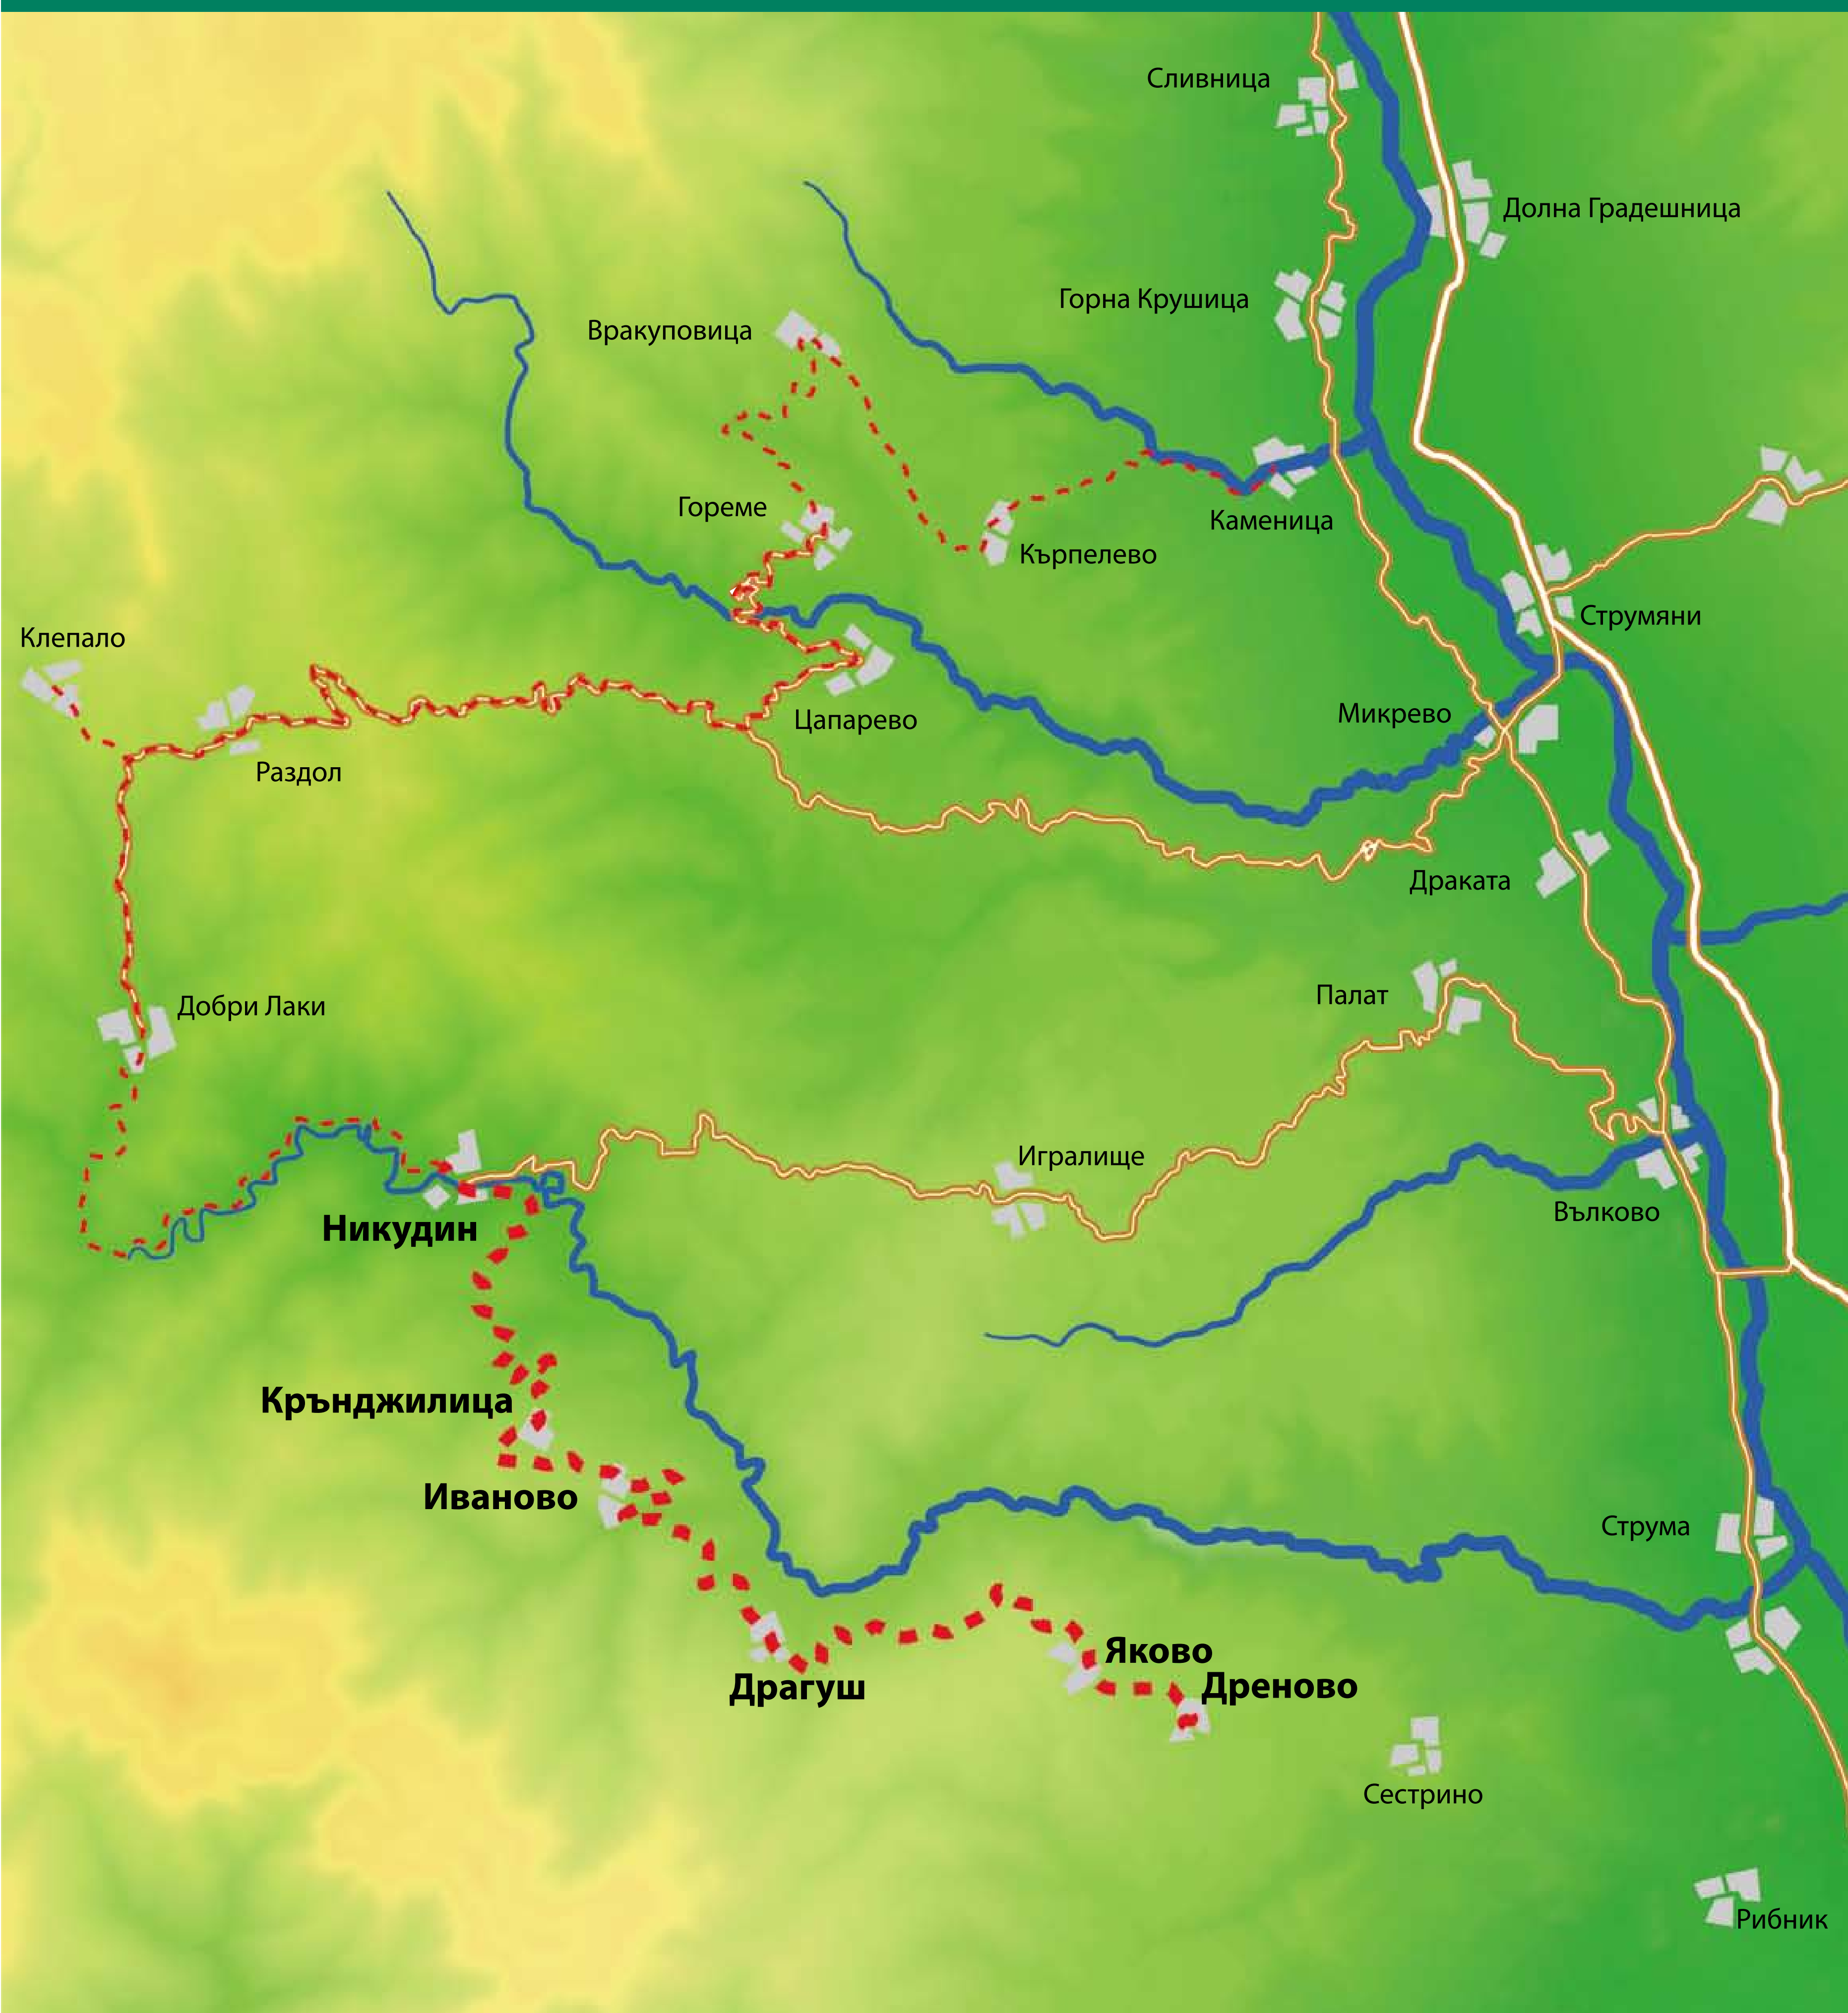 Сливница
Долна Градешница
Горна Крушица
Вракуповица
Гореме
Каменица
Кърпелево
Струмяни
Клепало
Микрево
Цапарево
Раздол
Драката
Палат
Добри Лаки
Игралище
Вълково
Никудин
Крънджилица
Иваново
Струма
Яково
Драгуш
Дреново
Сестрино
Рибник